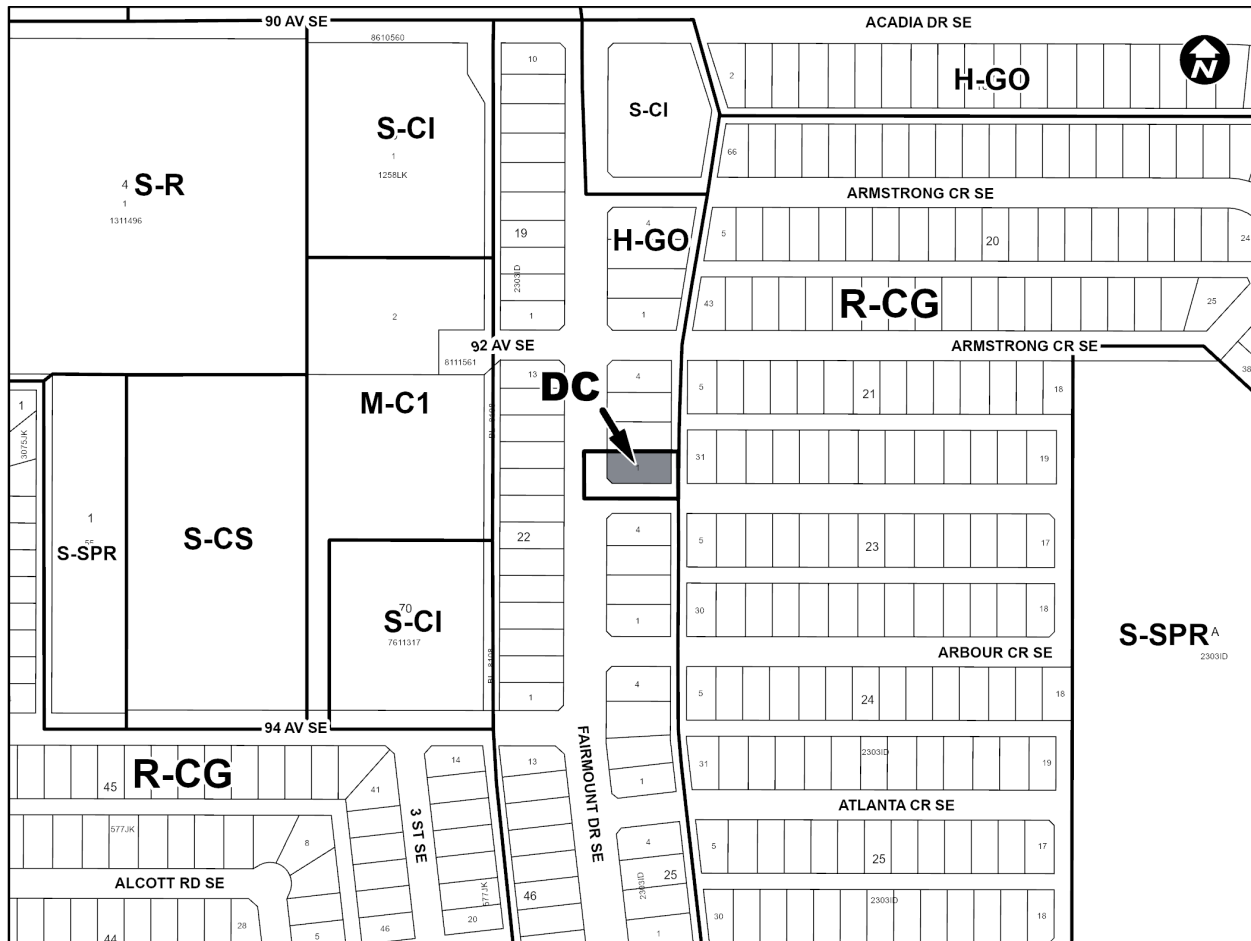 90 AV SE
ACADIA DR SE
8610560
10
2
H-GO
N
S-CI
S-CI
1
1258LK
66
4
S-R
1
1311496
ARMSTRONG CR SE
19
4
H-GO
5
20
24
2303ID
43
R-CG
25
2
1
1
92 AV SE
ARMSTRONG CR SE
8111561
38
13
4
DC
5
21
18
1
M-C1
3075JK
31
19
1
1
S-SPR
S-CS
22
4
5
23
17
70
S-CI
7611317
30
18
1
S-SPR
A
2303ID
ARBOUR CR SE
4
5
24
18
1
94 AV SE
FAIRMOUNT DR SE
R-CG
45
41
14
13
1
31
2303ID
19
3 ST SE
ATLANTA CR SE
577JK
8
4
5
25
17
25
2303ID
ALCOTT RD SE
46
577JK
20
28
5
46
30
2303ID
18
1
44